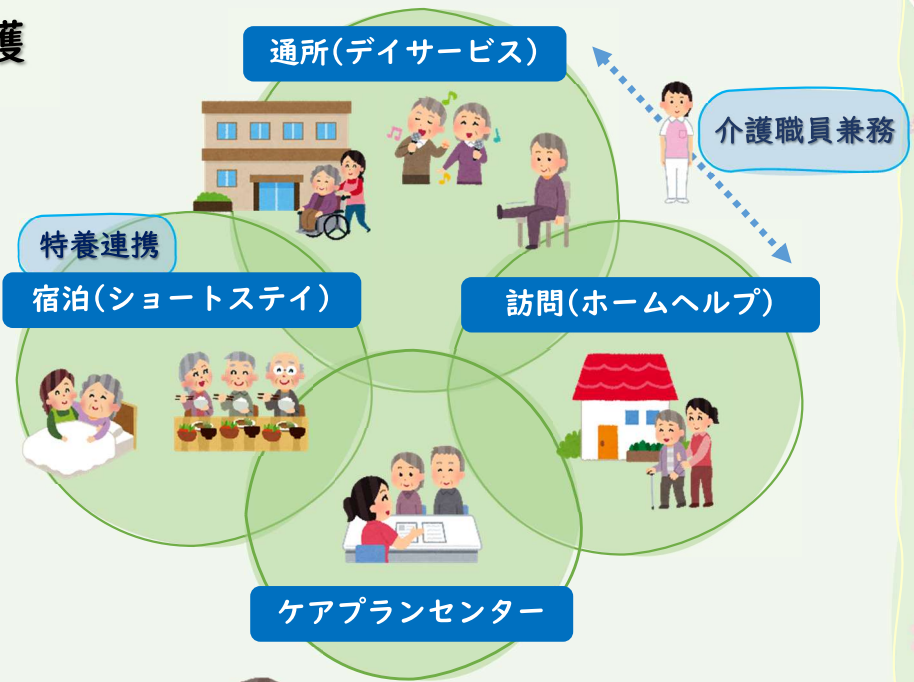 護
通所(デイサービス)
介護職員兼務
特養連携
宿泊(ショートステイ)
訪問(ホームヘルプ)
ケアプランセンター